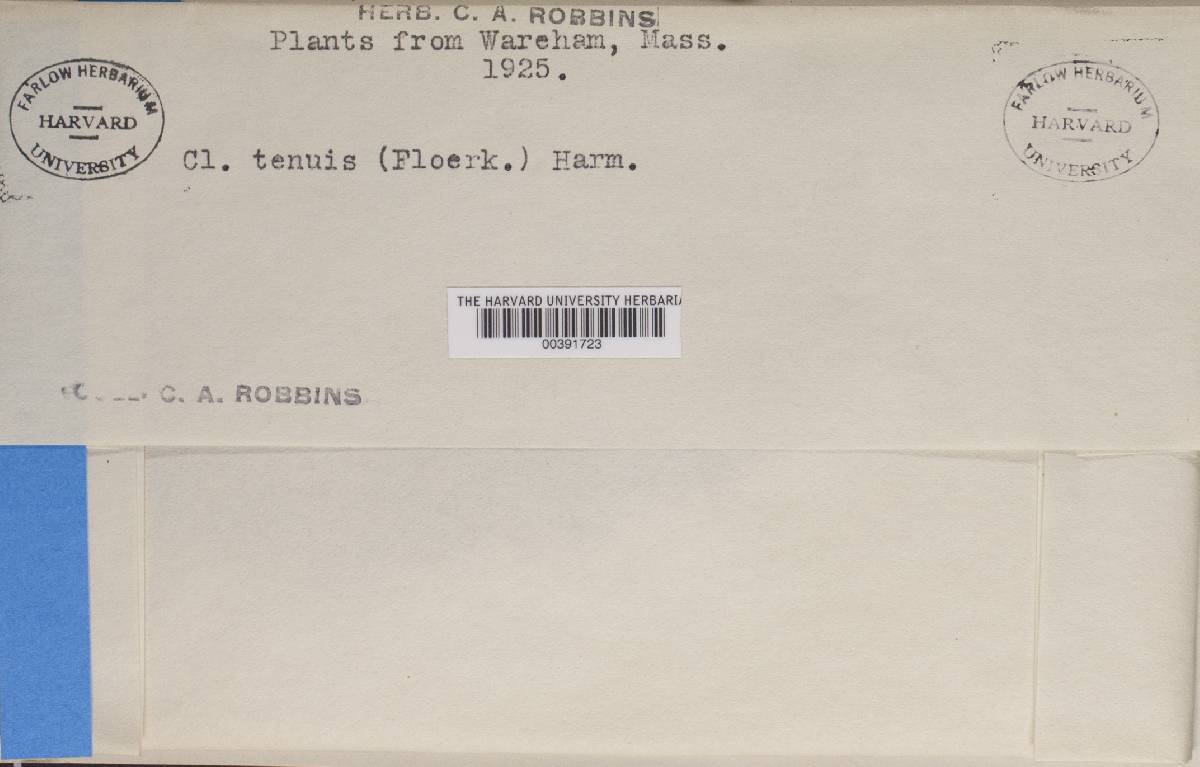 HERB. C. A. ROBBINS
Plants from Wareham, Mass.
1925.
FARLOW HERBARIUM
HARVARD
UNIVERSITY
FARLOW HERBARIUM
HARVARD
UNIVERSITY
Cl. tenuis (Floerk.) Harm.
THE HARVARD UNIVERSITY HERBARIA
00391723
C. A. ROBBINS